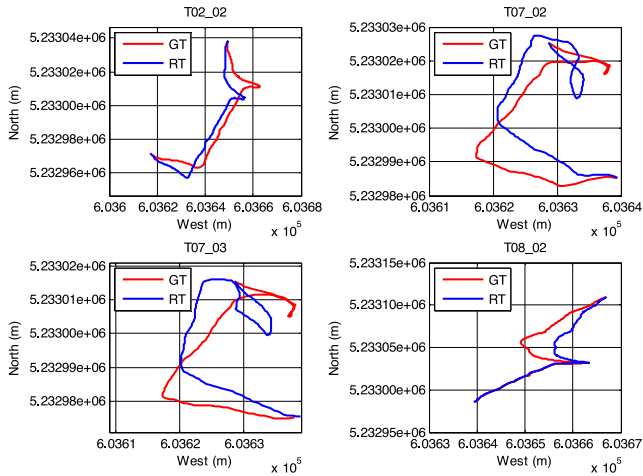 T02_02
5.23304e+06
5.23302e+06
5.23300e+06
5.23298e+06
5.23296e+06
North (m)
GT
RT
6.036 6.0362 6.0364 6.0366 6.0368
West (m)
x 10^5
T07_02
5.23303e+06
5.23302e+06
5.23301e+06
5.23300e+06
5.23299e+06
5.23298e+06
North (m)
GT
RT
6.0361 6.0362 6.0363 6.0364
West (m)
x 10^5
T07_03
5.23302e+06
5.23301e+06
5.23300e+06
5.23299e+06
5.23298e+06
North (m)
GT
RT
6.0361 6.0362 6.0363
West (m)
x 10^5
T08_02
5.23315e+06
5.23310e+06
5.23305e+06
5.23300e+06
5.23295e+06
North (m)
GT
RT
6.0363 6.0364 6.0365 6.0366 6.0367
West (m)
x 10^5